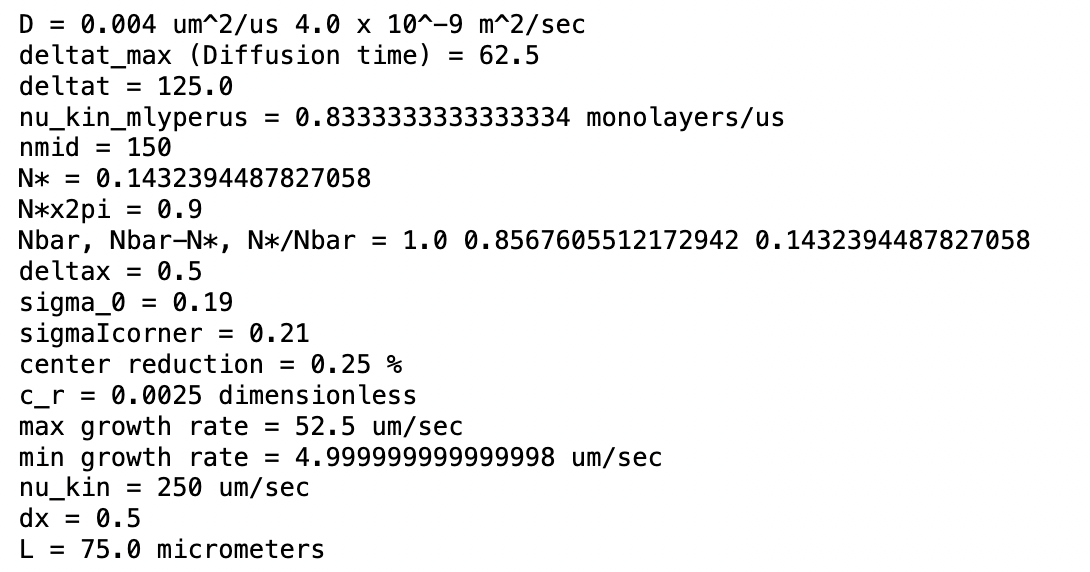 D = 0.004 um^2/us 4.0 x 10^-9 m^2/sec
deltat_max (Diffusion time) = 62.5
deltat = 125.0
nu_kin_mlyperus = 0.8333333333333334 monolayers/us
nmid = 150
N* = 0.1432394487827058
N*x2pi = 0.9
Nbar, Nbar-N*, N*/Nbar = 1.0 0.8567605512172942 0.1432394487827058
deltax = 0.5
sigma_0 = 0.19
sigmaIcorner = 0.21
center reduction = 0.25 %
c_r = 0.0025 dimensionless
max growth rate = 52.5 um/sec
min growth rate = 4.999999999999998 um/sec
nu_kin = 250 um/sec
dx = 0.5
L = 75.0 micrometers